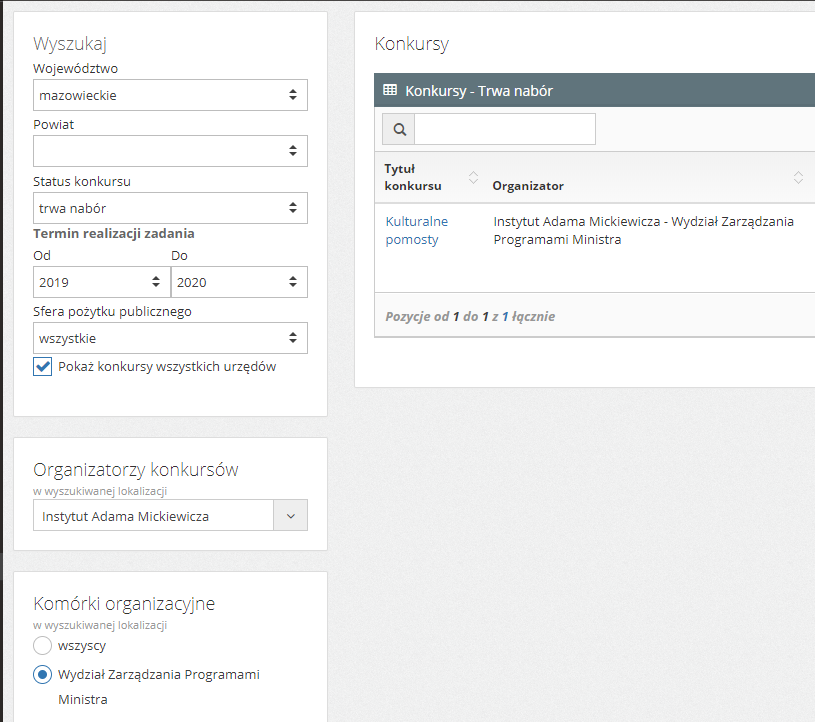 Wyszukaj
Województwo
mazowieckie
Powiat
Status konkursu
trwa nabór
Termin realizacji zadania
Od Do
2019 2020
Sfera pożytku publicznego
wszystkie
Pokaż konkursy wszystkich urzędów
Organizatorzy konkursów
w wyszukiwanej lokalizacji
Instytut Adama Mickiewicza
Komórki organizacyjne
w wyszukiwanej lokalizacji
wszyscy
Wydział Zarządzania Programami
Ministra
Konkursy
Konkursy - Trwa nabór
Tytuł
konkursu
Organizator
Kulturalne
pomosty
Instytut Adama Mickiewicza - Wydział Zarządzania
Programami Ministra
Pozycje od 1 do 1 z 1 łącznie